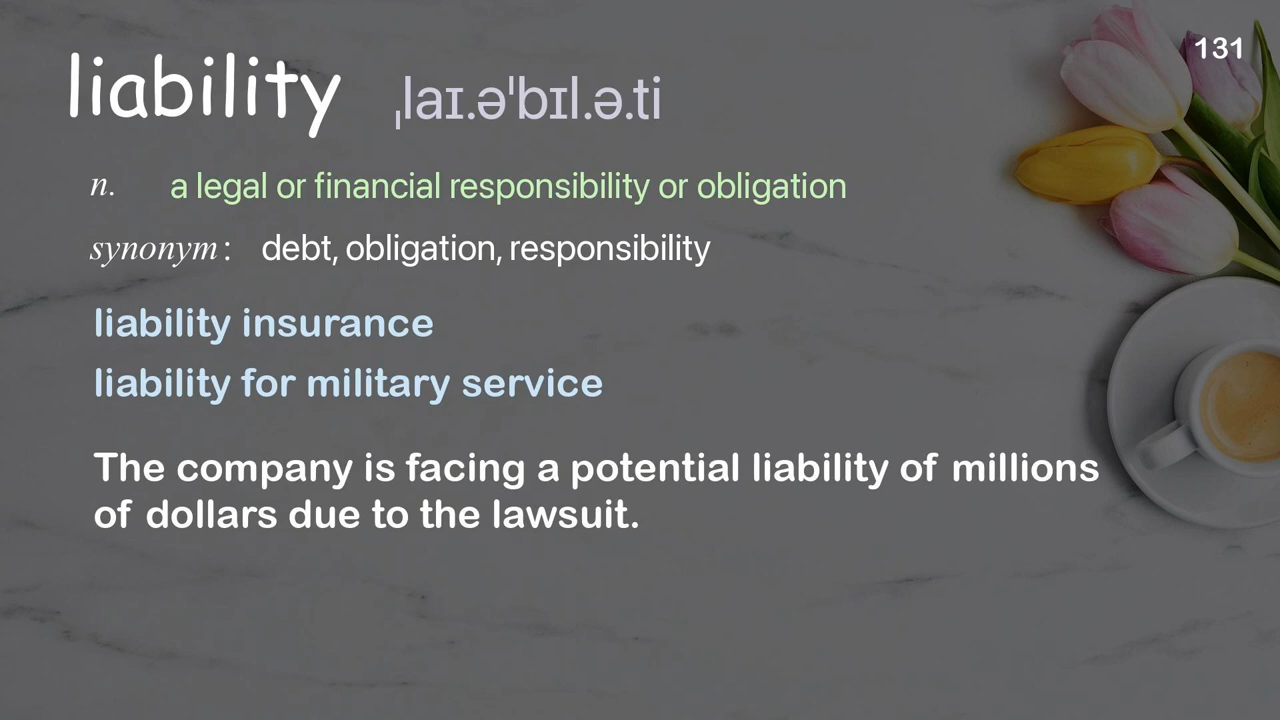 131
liability ˌlaɪ.əˈbɪl.ə.ti
n. a legal or financial responsibility or obligation
synonym : debt, obligation, responsibility
liability insurance
liability for military service
The company is facing a potential liability of millions
of dollars due to the lawsuit.